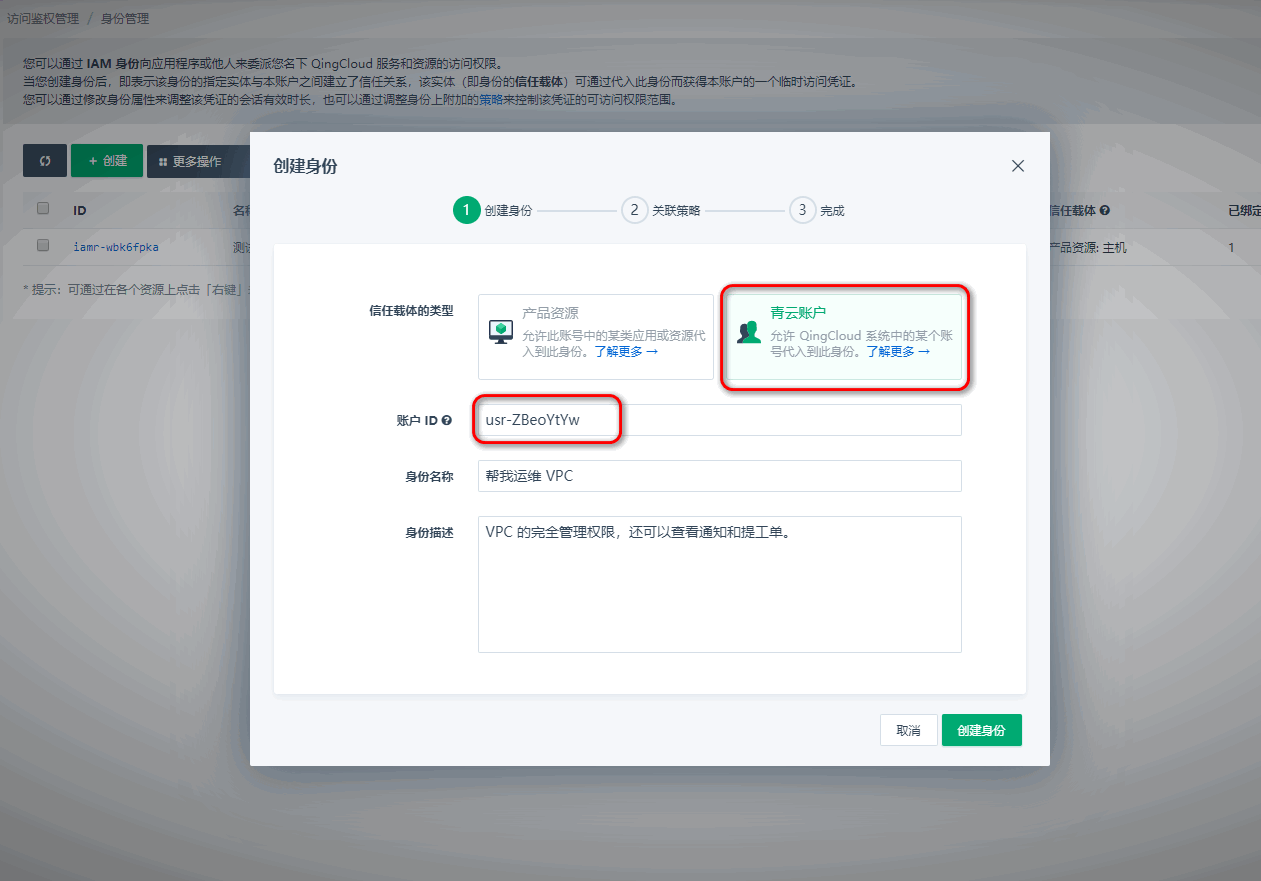 访问鉴权管理 / 身份管理
您可以通过 IAM 身份向应用程序或他人来委派您名下 QingCloud 服务和资源的访问权限。
当您创建身份后，即表示该身份的指定实体与本账户之间建立了信任关系，该实体（即身份的信任载体）可通过代入此身份而获得本账户的一个临时访问凭证。
您可以通过修改身份属性来调整该凭证的会话有效时长，也可以通过调整身份上附加的策略来控制该凭证的可访问权限范围。
+ 创建
更多操作
ID
信任载体
已绑定
iamr-wbk6fpka
产品资源: 主机
1
* 提示：可通过在各个资源上点击「右键」
创建身份
1 创建身份
2 关联策略
3 完成
信任载体的类型
产品资源
允许此账号中的某类应用或资源代
入到此身份。了解更多 →
青云账户
允许 QingCloud 系统中的某个账
号代入到此身份。了解更多 →
账户 ID
usr-ZBeoYtYw
身份名称
帮我运维 VPC
身份描述
VPC 的完全管理权限，还可以查看通知和提工单。
取消
创建身份